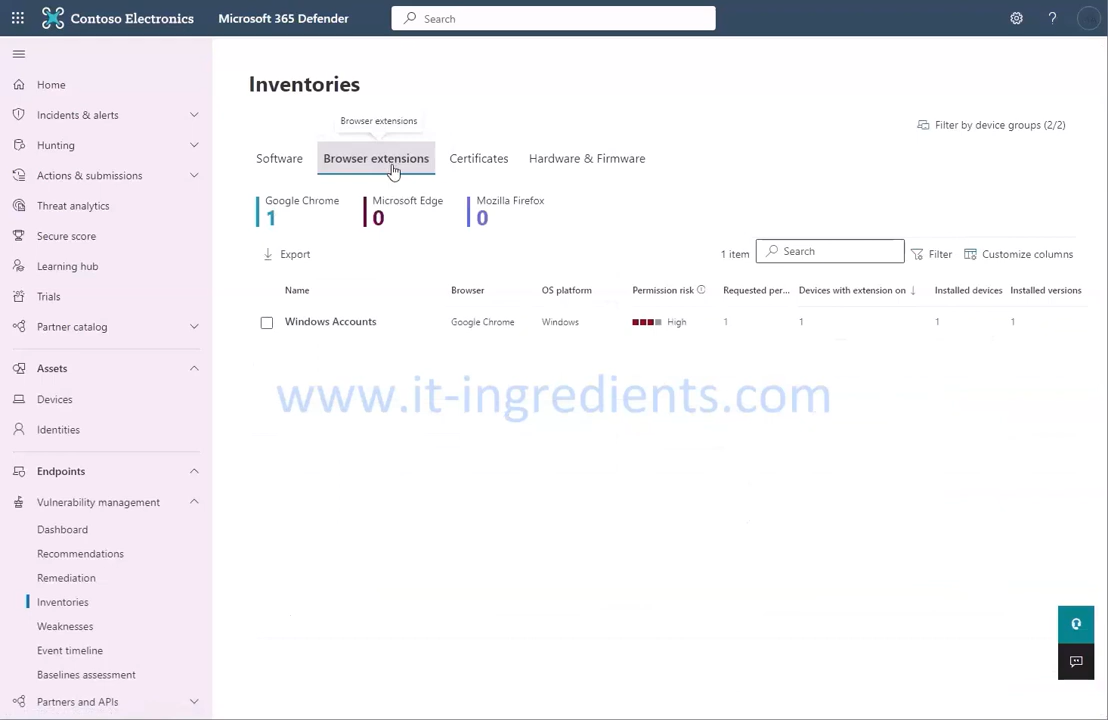 Contoso Electronics
Microsoft 365 Defender
Search
Home
Incidents & alerts
Hunting
Actions & submissions
Threat analytics
Secure score
Learning hub
Trials
Partner catalog
Assets
Devices
Identities
Endpoints
Vulnerability management
Dashboard
Recommendations
Remediation
Inventories
Weaknesses
Event timeline
Baselines assessment
Partners and APIs
Inventories
Browser extensions
Filter by device groups (2/2)
Software Browser extensions Certificates Hardware & Firmware
Google Chrome Microsoft Edge Mozilla Firefox
1 0 0
Export 1 item Search Filter Customize columns
Name Browser OS platform Permission risk Requested per... Devices with extension on ↓ Installed devices Installed versions
Windows Accounts Google Chrome Windows High 1 1 1 1
www.it-ingredients.com